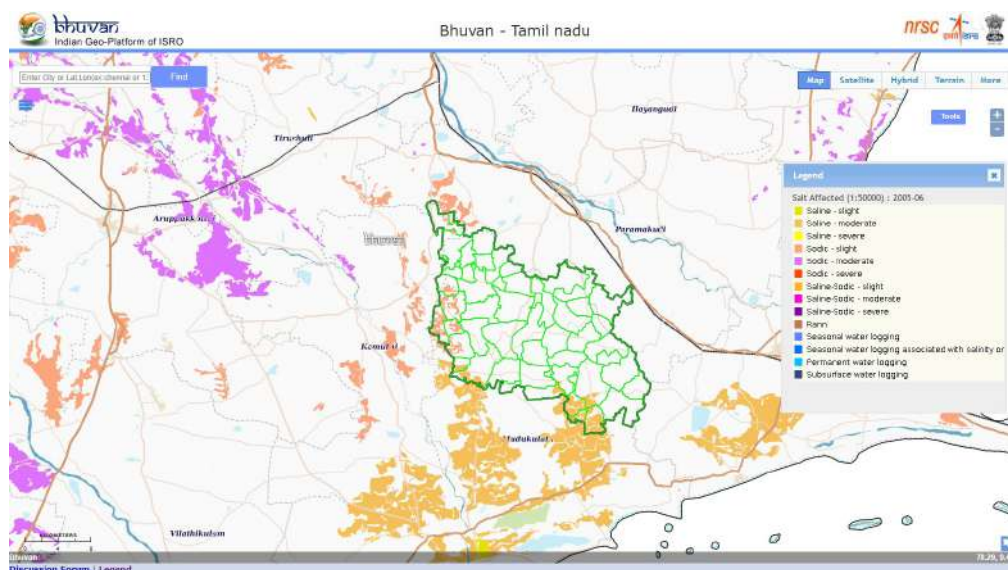 bhuvan
Indian Geo-Platform of ISRO
Bhuvan - Tamil nadu
nrsc
Find
Map Satellite Hybrid Terrain More
Tools
Ilayangudi
Tiruchuli
Paramakudi
bhuvan
Vilathikulam
Legend
Salt Affected (1:50000) : 2005-06
Saline - slight
Saline - moderate
Saline - severe
Sodic - slight
Sodic - moderate
Sodic - severe
Saline-Sodic - slight
Saline-Sodic - moderate
Saline-Sodic - severe
Rann
Seasonal water logging
Seasonal water logging associated with salinity or
Permanent water logging
Subsurface water logging
bhuvan
Discussion Forum | Legend